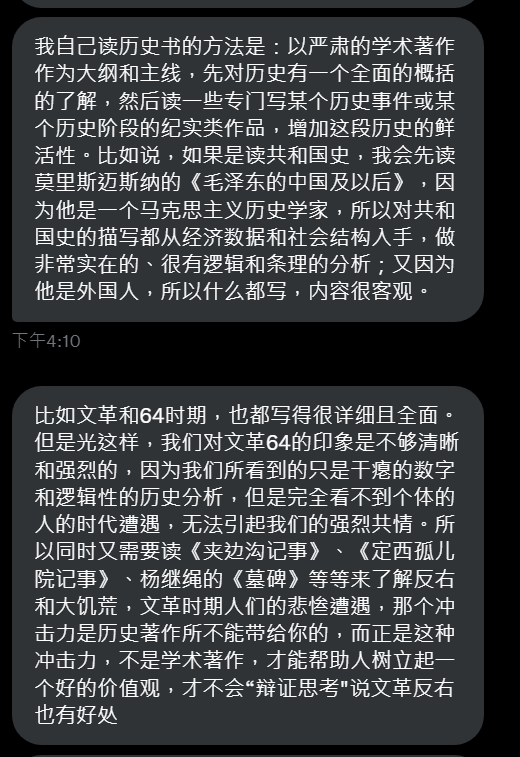 我自己读历史书的方法是：以严肃的学术著作
作为大纲和主线，先对历史有一个全面的概括
的了解，然后读一些专门写某个历史事件或某
个历史阶段的纪实类作品，增加这段历史的鲜
活性。比如说，如果是读共和国史，我会先读
莫里斯迈斯纳的《毛泽东的中国及以后》，因
为他是一个马克思主义历史学家，所以对共和
国史的描写都从经济数据和社会结构入手，做
非常实在的、很有逻辑和条理的分析；又因为
他是外国人，所以什么都写，内容很客观。
下午4:10
比如文革和64时期，也都写得很详细且全面。
但是光这样，我们对文革64的印象是不够清晰
和强烈的，因为我们所看到的只是干瘪的数字
和逻辑性的历史分析，但是完全看不到个体的
人的时代遭遇，无法引起我们的强烈共情。所
以同时又需要读《夹边沟记事》、《定西孤儿
院记事》、杨继绳的《墓碑》等等来了解反右
和大饥荒，文革时期人们的悲惨遭遇，那个冲
击力是历史著作所不能带给你的，而正是这种
冲击力，不是学术著作，才能帮助人树立起一
个好的价值观，才不会“辩证思考"说文革反右
也有好处